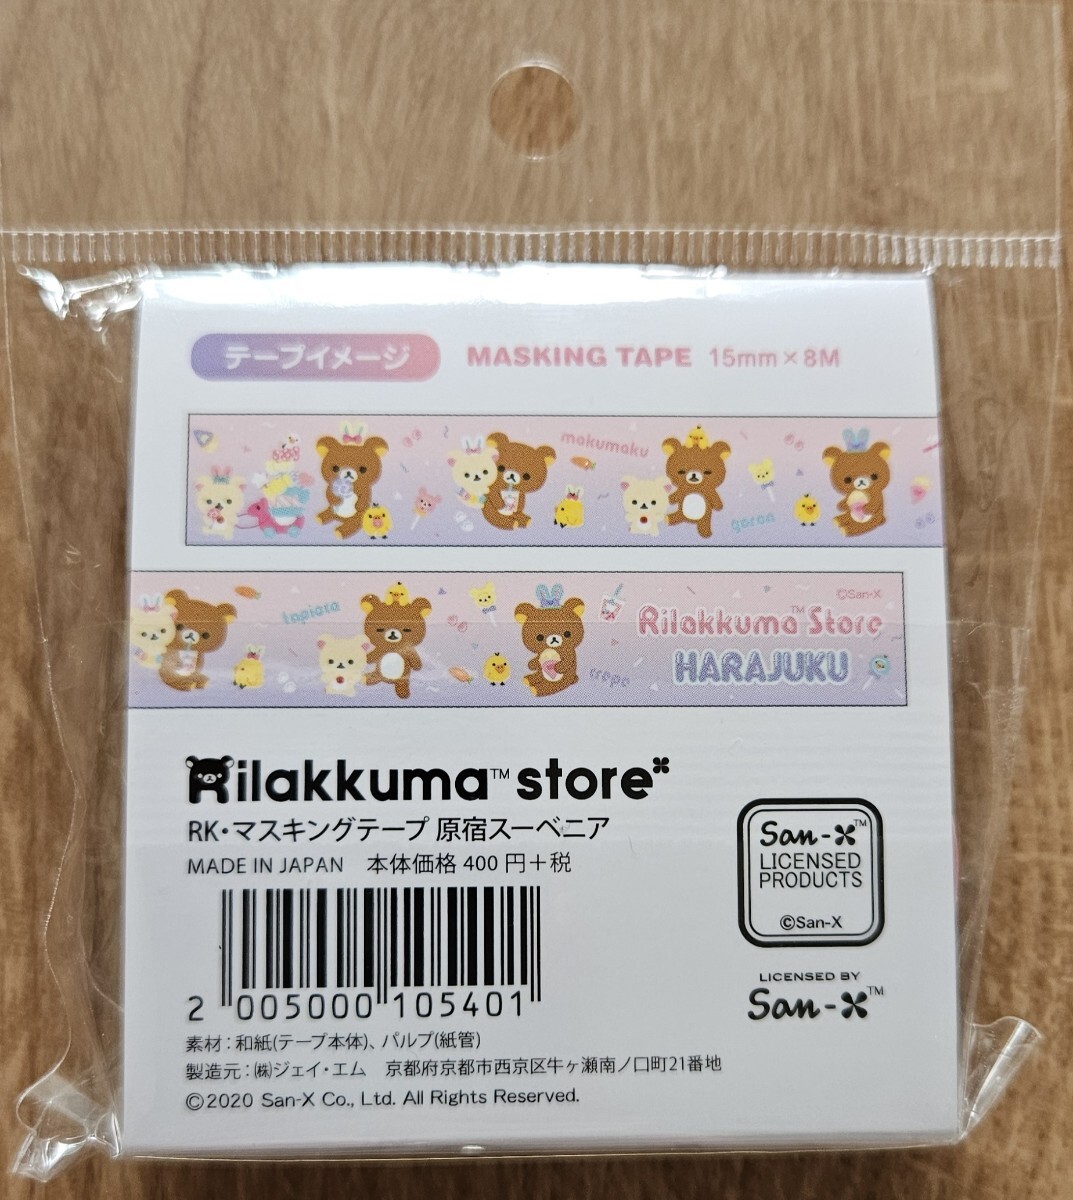 テープイメージ MASKING TAPE 15mm×8M
makumaku
goron
tapioca
crepe
©San-X
Rilakkuma™ Store
HARAJUKU
Rilakkuma™ store
RK・マスキングテープ 原宿スーベニア
MADE IN JAPAN 本体価格 400 円+税
2 005000 105401
San-X™
LICENSED
PRODUCTS
©San-X
LICENSED BY
San-X™
素材：和紙(テープ本体)、パルプ(紙管)
製造元：㈱ジェイ・エム 京都府京都市西京区牛ヶ瀬南ノ口町21番地
©2020 San-X Co., Ltd. All Rights Reserved.